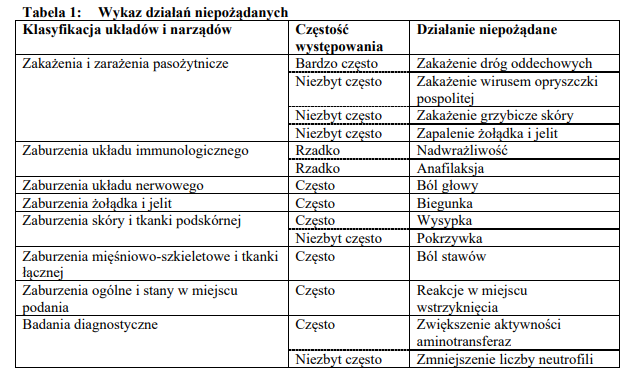 Tabela 1: Wykaz działań niepożądanych
Klasyfikacja układów i narządów Częstość występowania Działanie niepożądane
Zakażenia i zarażenia pasożytnicze Bardzo często Zakażenie dróg oddechowych
Niezbyt często Zakażenie wirusem opryszczki
pospolitej
Niezbyt często Zakażenie grzybicze skóry
Niezbyt często Zapalenie żołądka i jelit
Zaburzenia układu immunologicznego Rzadko Nadwrażliwość
Rzadko Anafilaksja
Zaburzenia układu nerwowego Często Ból głowy
Zaburzenia żołądka i jelit Często Biegunka
Zaburzenia skóry i tkanki podskórnej Często Wysypka
Niezbyt często Pokrzywka
Zaburzenia mięśniowo-szkieletowe i tkanki
łącznej Często Ból stawów
Zaburzenia ogólne i stany w miejscu
podania Często Reakcje w miejscu
wstrzyknięcia
Badania diagnostyczne Często Zwiększenie aktywności
aminotransferaz
Niezbyt często Zmniejszenie liczby neutrofili